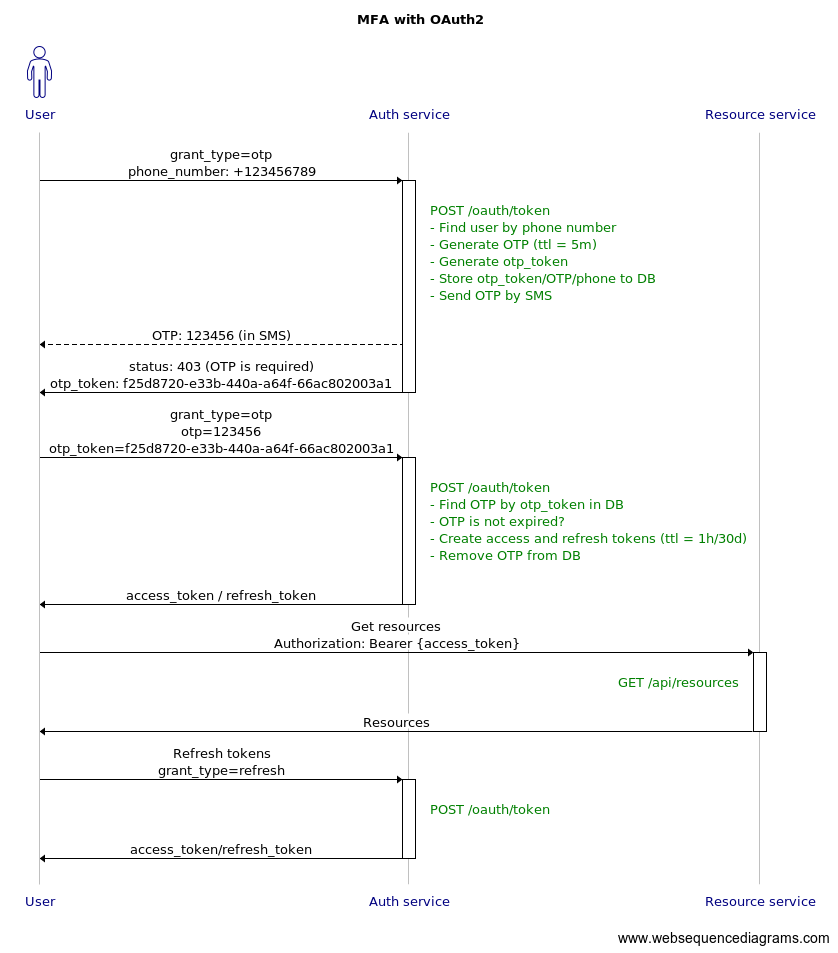 MFA with OAuth2
User
Auth service
Resource service
grant_type=otp
phone_number: +123456789
POST /oauth/token
- Find user by phone number
- Generate OTP (ttl = 5m)
- Generate otp_token
- Store otp_token/OTP/phone to DB
- Send OTP by SMS
OTP: 123456 (in SMS)
status: 403 (OTP is required)
otp_token: f25d8720-e33b-440a-a64f-66ac802003a1
grant_type=otp
otp=123456
otp_token=f25d8720-e33b-440a-a64f-66ac802003a1
POST /oauth/token
- Find OTP by otp_token in DB
- OTP is not expired?
- Create access and refresh tokens (ttl = 1h/30d)
- Remove OTP from DB
access_token / refresh_token
Get resources
Authorization: Bearer {access_token}
GET /api/resources
Resources
Refresh tokens
grant_type=refresh
POST /oauth/token
access_token/refresh_token
User
Auth service
Resource service
www.websequencediagrams.com